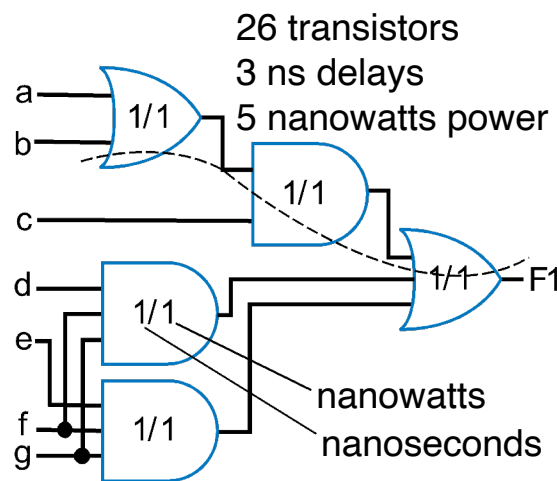 26 transistors
3 ns delays
5 nanowatts power
a
1/1
b
1/1
c
1/1
F1
d
1/1
e
nanowatts
f
1/1
nanoseconds
g